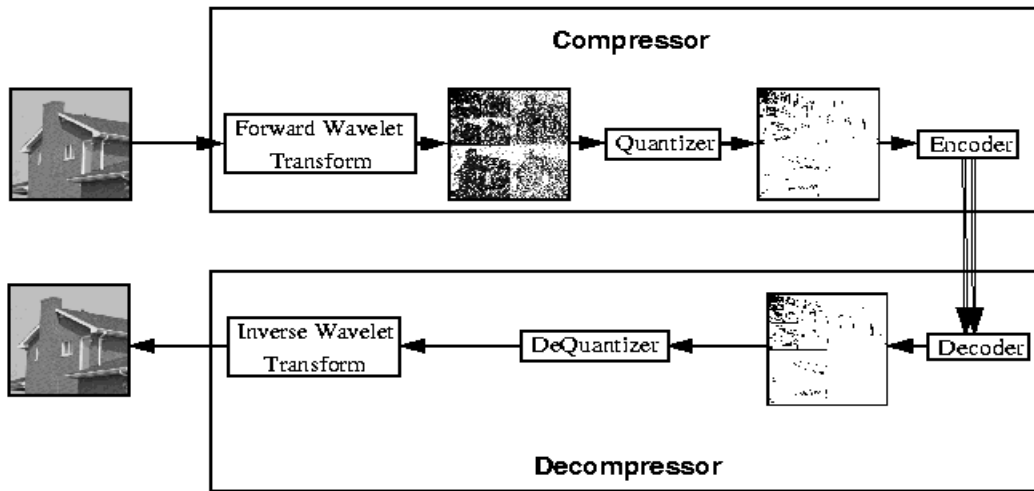 Compressor
Forward Wavelet
Transform
Quantizer
Encoder
Inverse Wavelet
Transform
DeQuantizer
Decoder
Decompressor